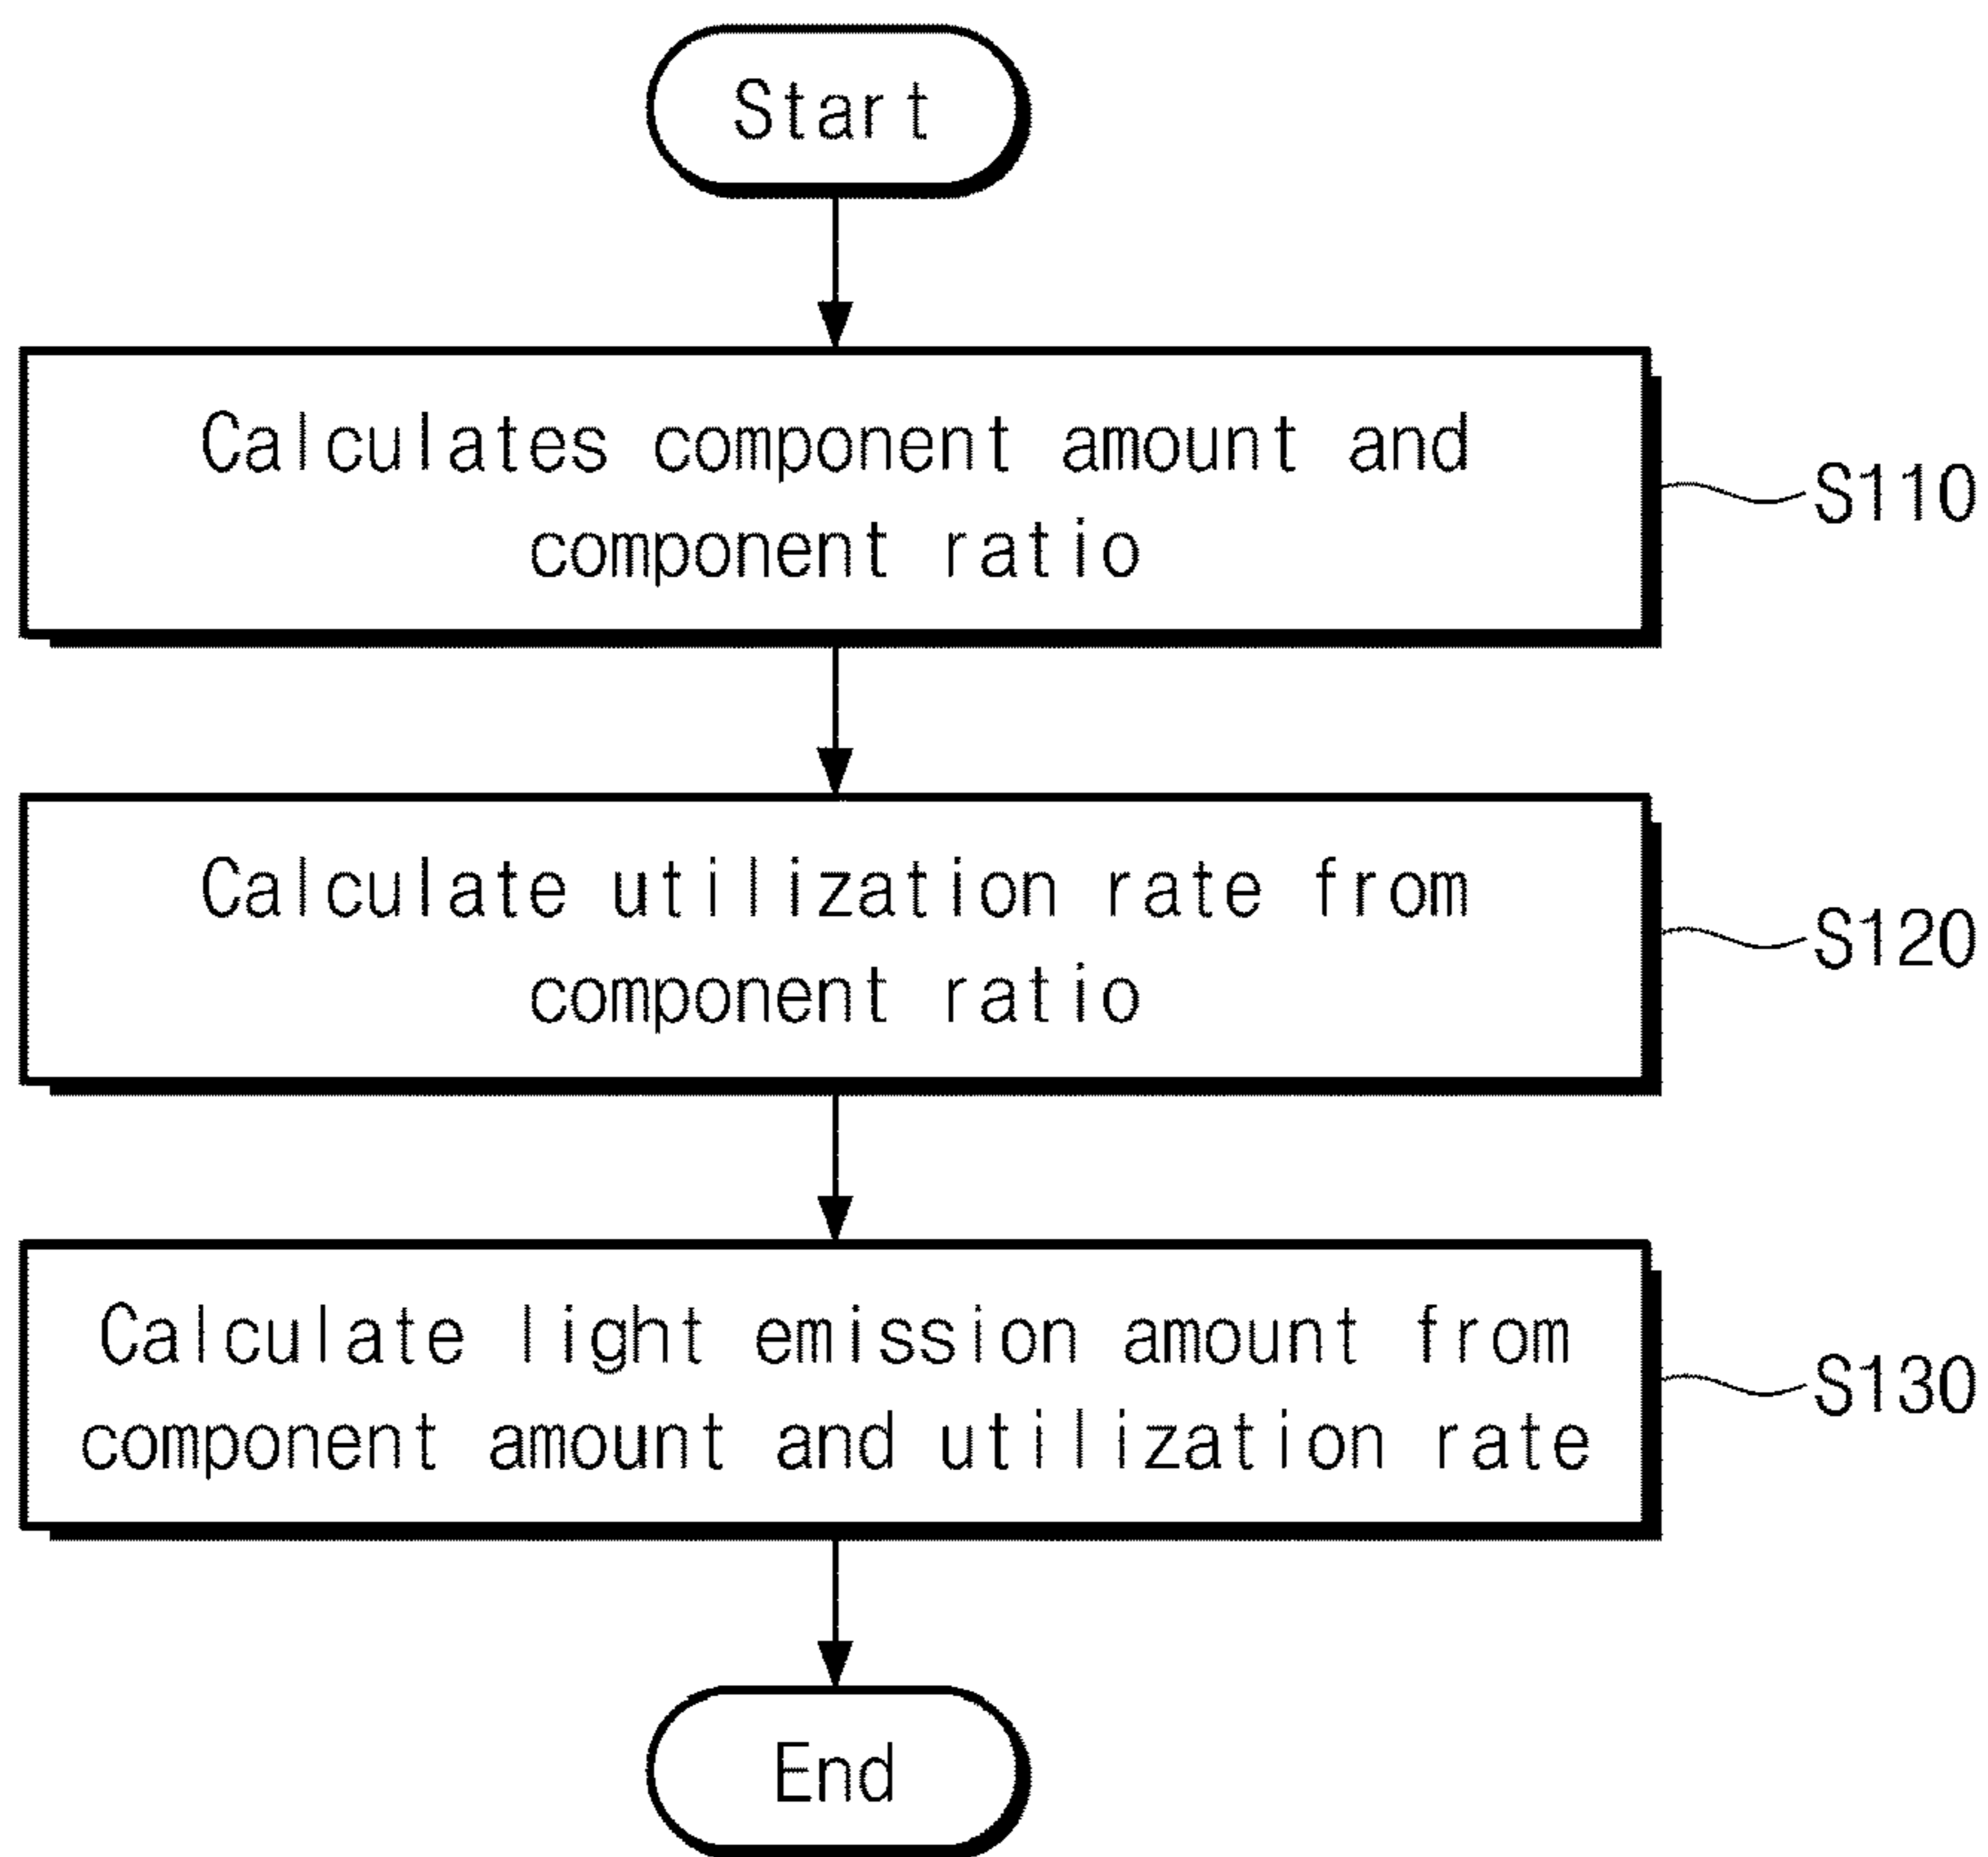 Start
Calculates component amount and
component ratio
S110
Calculate utilization rate from
component ratio
S120
Calculate light emission amount from
component amount and utilization rate
S130
End